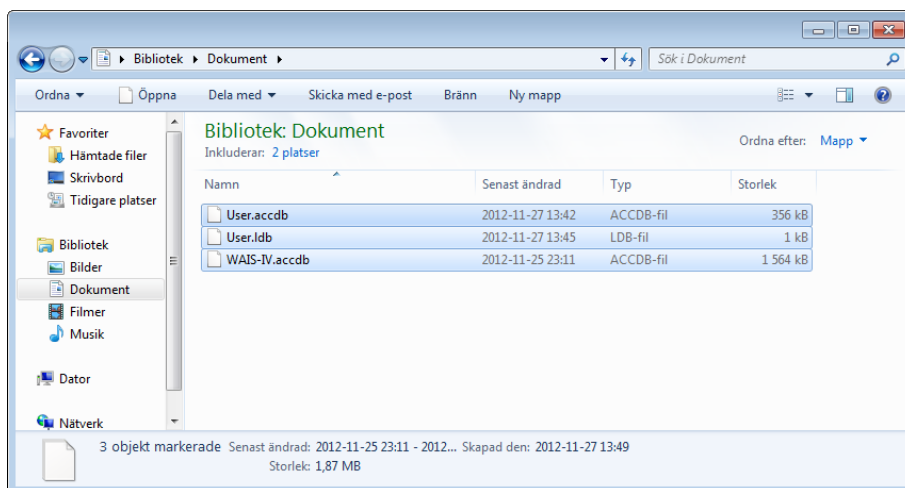 Bibliotek Dokument
Sök i Dokument
Ordna Öppna Dela med Skicka med e-post Bränn Ny mapp
Favoriter
Hämtade filer
Skrivbord
Tidigare platser
Bibliotek
Bilder
Dokument
Filmer
Musik
Dator
Nätverk
Bibliotek: Dokument
Inkluderar: 2 platser
Ordna efter: Mapp
Namn Senast ändrad Typ Storlek
User.accdb 2012-11-27 13:42 ACCDB-fil 356 kB
User.ldb 2012-11-27 13:45 LDB-fil 1 kB
WAIS-IV.accdb 2012-11-25 23:11 ACCDB-fil 1 564 kB
3 objekt markerade Senast ändrad: 2012-11-25 23:11 - 2012... Skapad den: 2012-11-27 13:49
Storlek: 1,87 MB